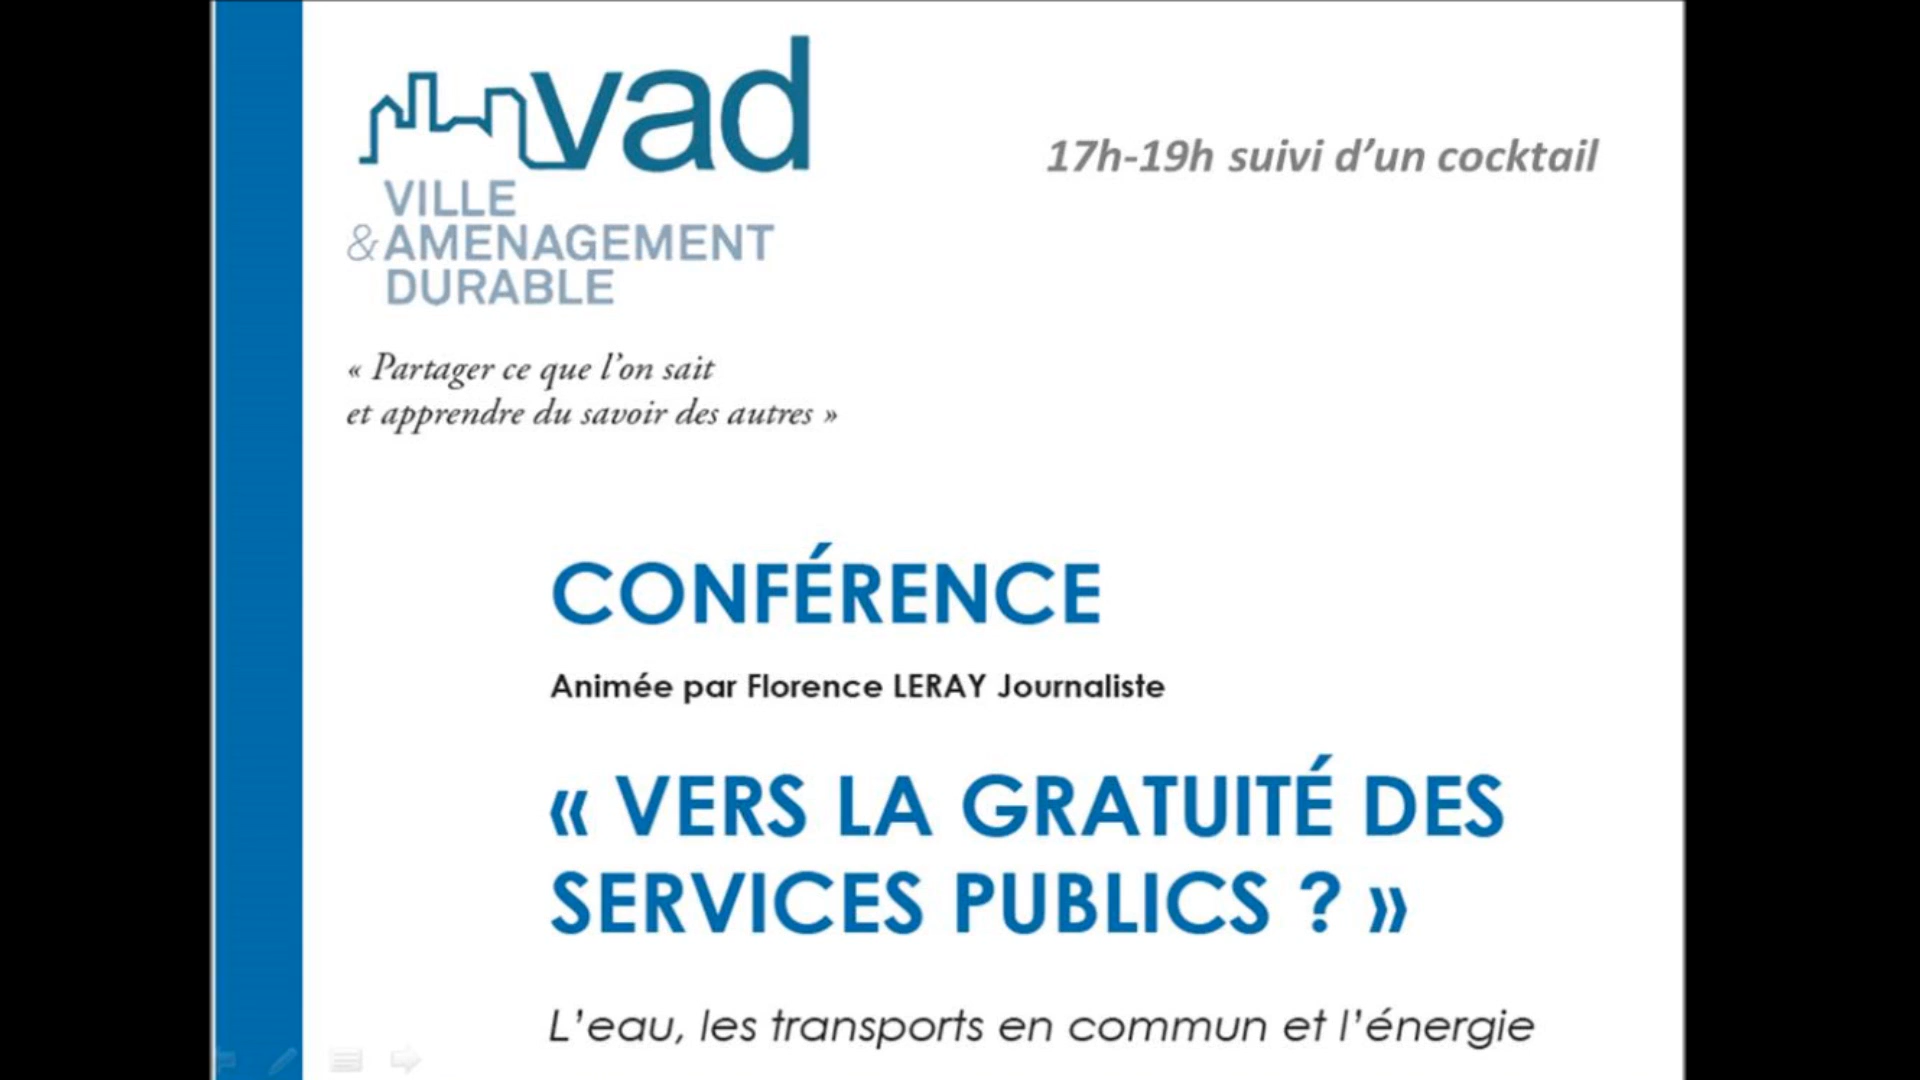 vad
VILLE
& AMENAGEMENT
DURABLE
17h-19h suivi d’un cocktail
« Partager ce que l’on sait
et apprendre du savoir des autres »
CONFÉRENCE
Animée par Florence LERAY Journaliste
« VERS LA GRATUITÉ DES
SERVICES PUBLICS ? »
L’eau, les transports en commun et l’énergie